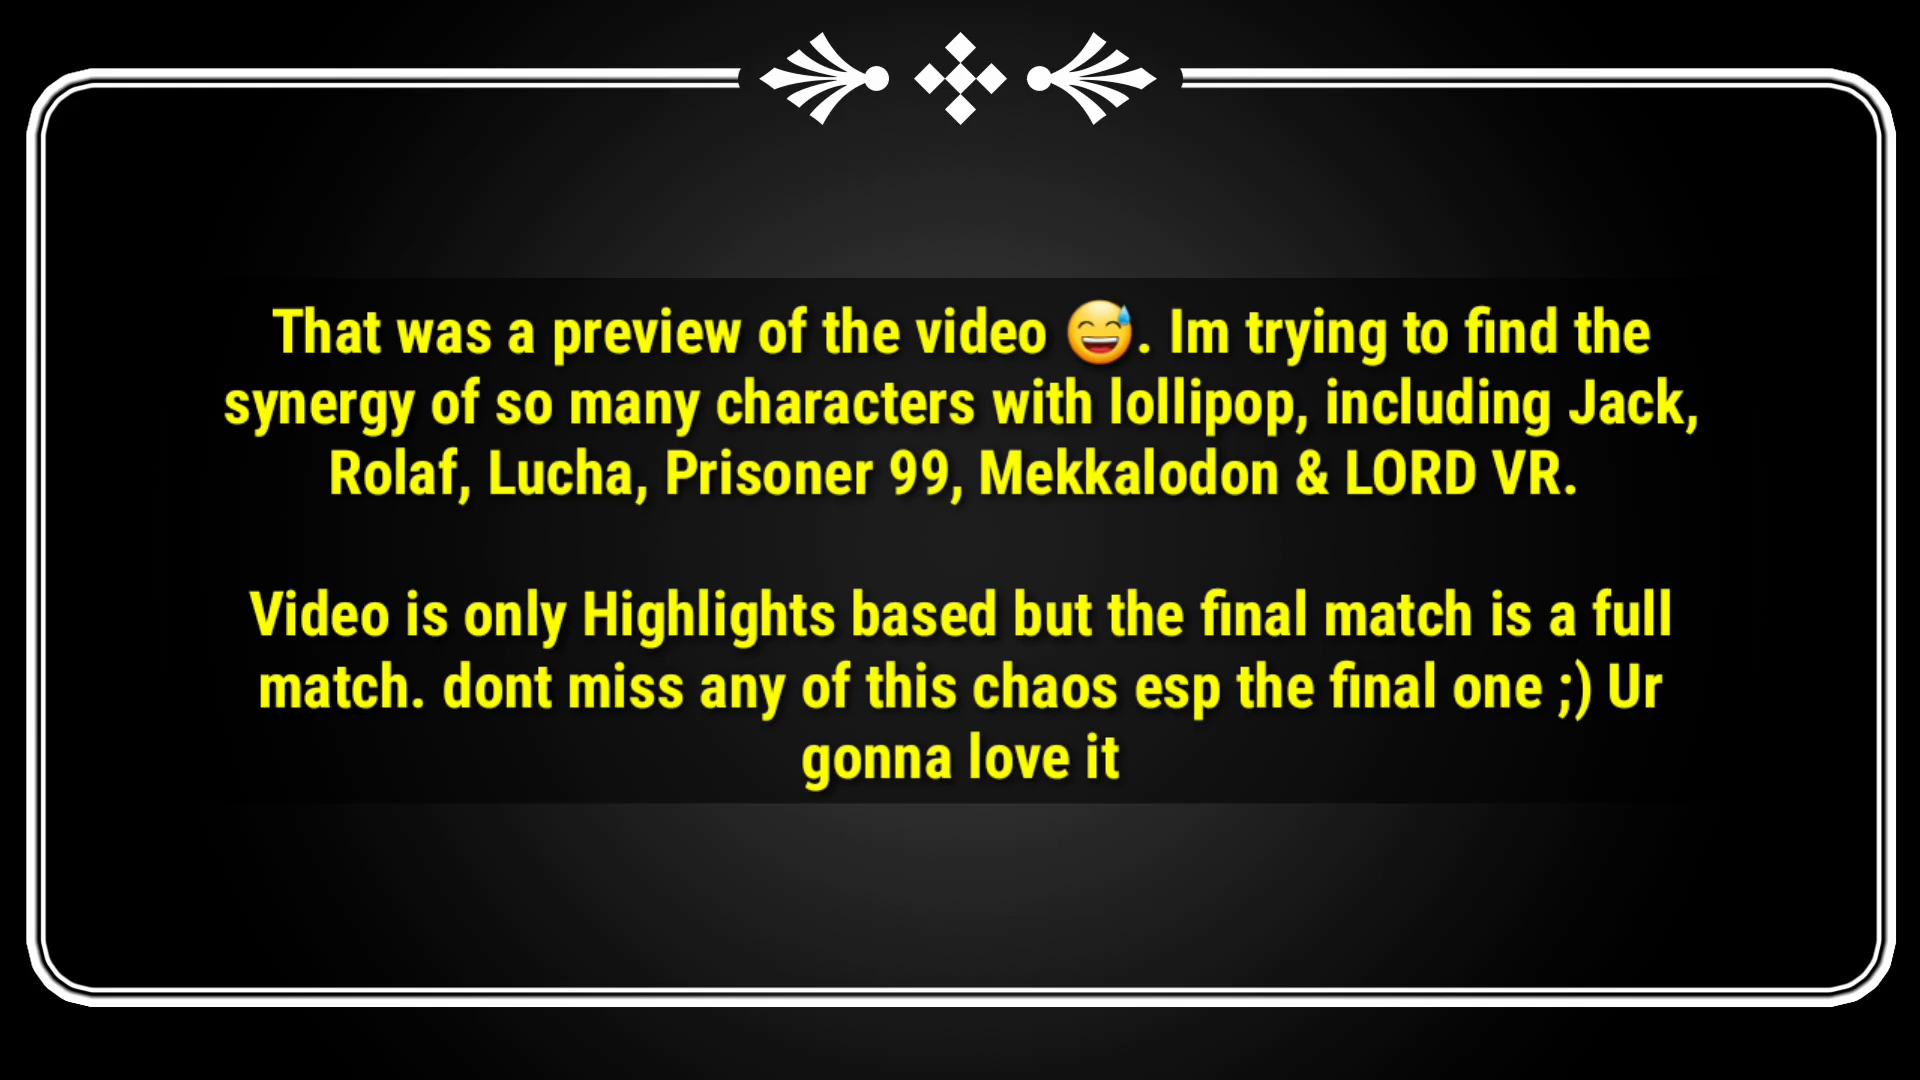 That was a preview of the video 😅. Im trying to find the
synergy of so many characters with lollipop, including Jack,
Rolaf, Lucha, Prisoner 99, Mekkalodon & LORD VR.
Video is only Highlights based but the final match is a full
match. dont miss any of this chaos esp the final one ;) Ur
gonna love it